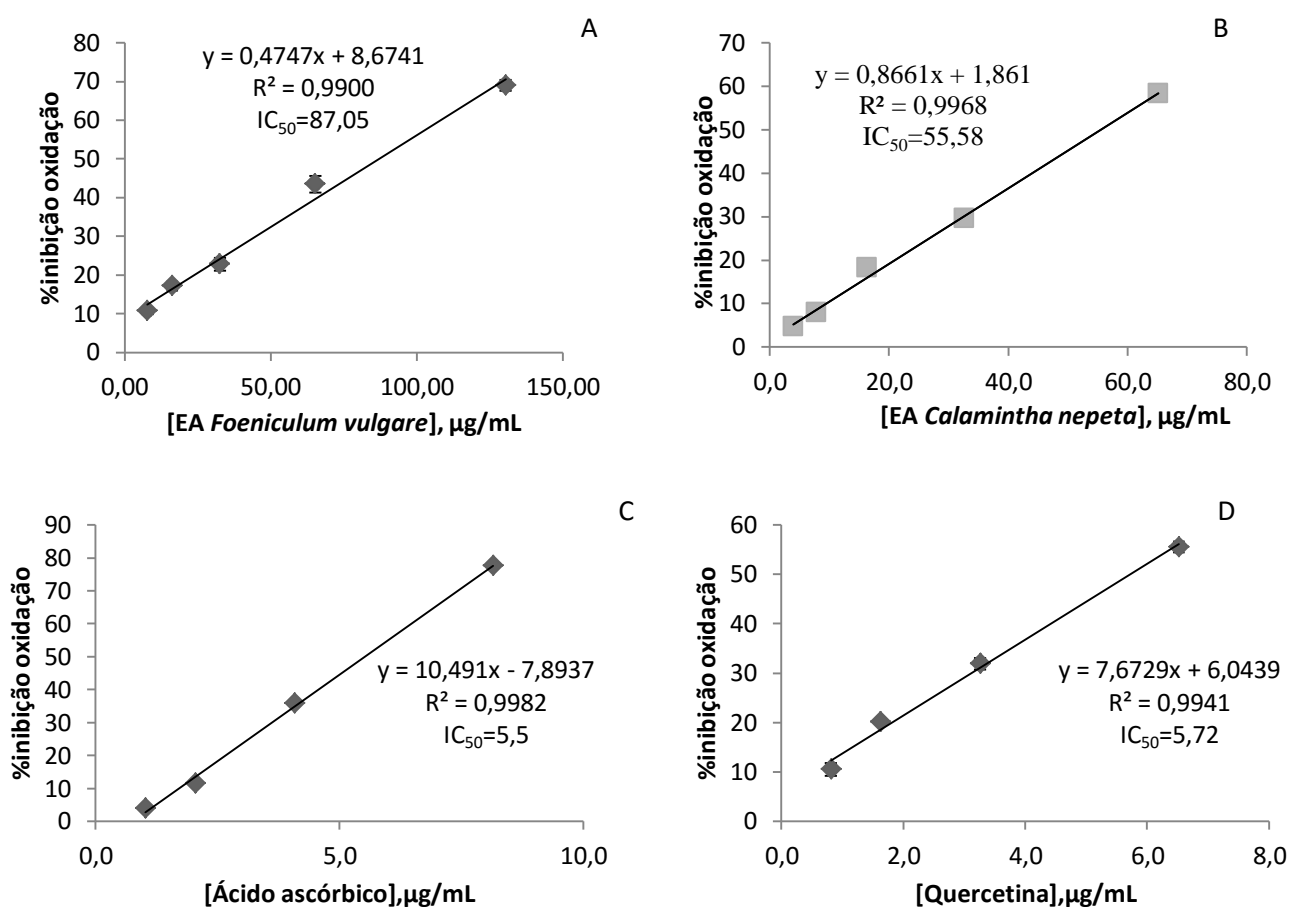 A
y = 0,4747x + 8,6741
R² = 0,9900
IC₅₀=87,05
80
70
60
50
40
30
20
10
0
%inibição oxidação
0,00 50,00 100,00 150,00
[EA Foeniculum vulgare], µg/mL
B
y = 0,8661x + 1,861
R² = 0,9968
IC₅₀=55,58
70
60
50
40
30
20
10
0
%inibição oxidação
0,0 20,0 40,0 60,0 80,0
[EA Calamintha nepeta], µg/mL
C
90
80
70
60
50
40
30
20
10
0
%inibição oxidação
y = 10,491x - 7,8937
R² = 0,9982
IC₅₀=5,5
0,0 5,0 10,0
[Ácido ascórbico],µg/mL
D
60
50
40
30
20
10
0
%inibição oxidação
y = 7,6729x + 6,0439
R² = 0,9941
IC₅₀=5,72
0,0 2,0 4,0 6,0 8,0
[Quercetina],µg/mL